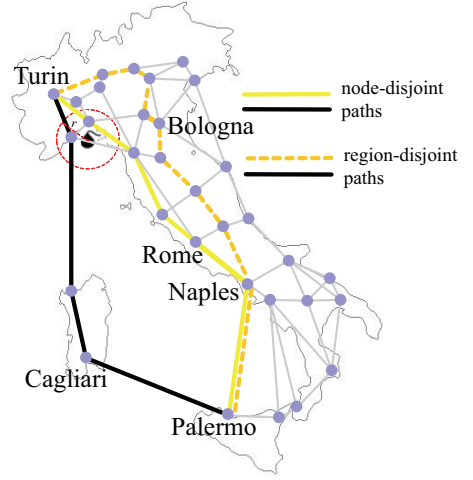 Turin
node-disjoint
paths
r
Bologna
region-disjoint
paths
Rome
Naples
Cagliari
Palermo